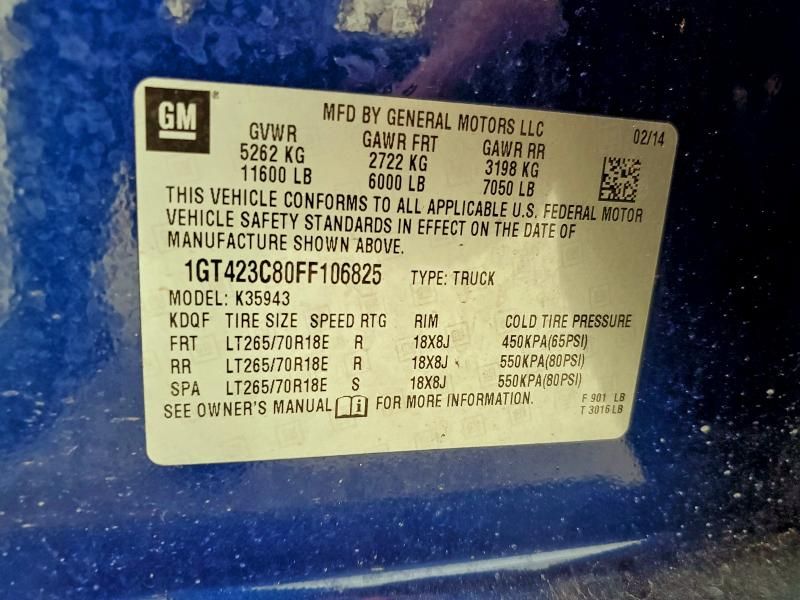 GM
MFD BY GENERAL MOTORS LLC 02/14
GVWR GAWR FRT GAWR RR
5262 KG 2722 KG 3198 KG
11600 LB 6000 LB 7050 LB
THIS VEHICLE CONFORMS TO ALL APPLICABLE U.S. FEDERAL MOTOR
VEHICLE SAFETY STANDARDS IN EFFECT ON THE DATE OF
MANUFACTURE SHOWN ABOVE.
1GT423C80FF106825 TYPE: TRUCK
MODEL: K35943
KDQF TIRE SIZE SPEED RTG RIM COLD TIRE PRESSURE
FRT LT265/70R18E R 18X8J 450KPA(65PSI)
RR LT265/70R18E R 18X8J 550KPA(80PSI)
SPA LT265/70R18E S 18X8J 550KPA(80PSI)
SEE OWNER'S MANUAL FOR MORE INFORMATION.
F 901 LB
T 3016 LB